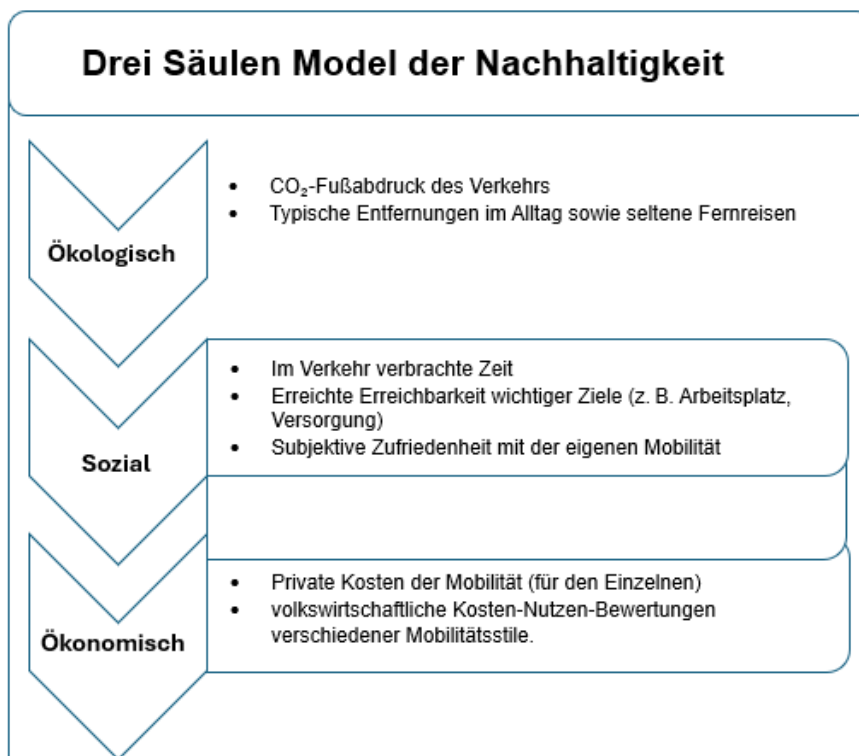 Drei Säulen Model der Nachhaltigkeit
Ökologisch
• CO₂-Fußabdruck des Verkehrs
• Typische Entfernungen im Alltag sowie seltene Fernreisen
Sozial
• Im Verkehr verbrachte Zeit
• Erreichte Erreichbarkeit wichtiger Ziele (z. B. Arbeitsplatz,
Versorgung)
• Subjektive Zufriedenheit mit der eigenen Mobilität
Ökonomisch
• Private Kosten der Mobilität (für den Einzelnen)
• volkswirtschaftliche Kosten-Nutzen-Bewertungen
verschiedener Mobilitätsstile.